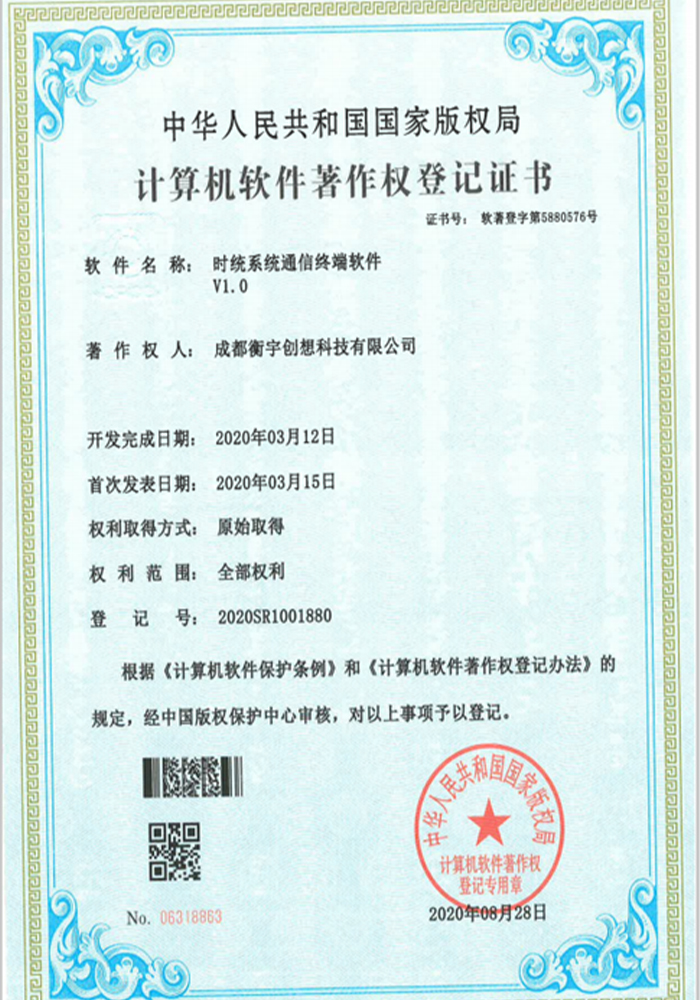 中华人民共和国国家版权局
计算机软件著作权登记证书
证书号： 软著登字第5880576号
软件名称： 时统系统通信终端软件
V1.0
著作权人： 成都衡宇创想科技有限公司
开发完成日期： 2020年03月12日
首次发表日期： 2020年03月15日
权利取得方式： 原始取得
权利范围： 全部权利
登记号： 2020SR1001880
根据《计算机软件保护条例》和《计算机软件著作权登记办法》的
规定，经中国版权保护中心审核，对以上事项予以登记。
中华人民共和国国家版权局
计算机软件著作权
登记专用章
No. 06318863
2020年08月28日